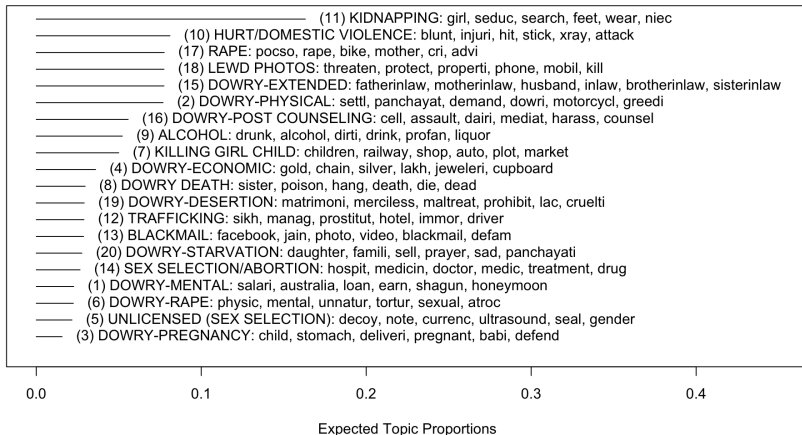 (11) KIDNAPPING: girl, seduc, search, feet, wear, niec
(10) HURT/DOMESTIC VIOLENCE: blunt, injuri, hit, stick, xray, attack
(17) RAPE: pocso, rape, bike, mother, cri, advi
(18) LEWD PHOTOS: threaten, protect, properti, phone, mobil, kill
(15) DOWRY-EXTENDED: fatherinlaw, motherinlaw, husband, inlaw, brotherinlaw, sisterinlaw
(2) DOWRY-PHYSICAL: settl, panchayat, demand, dowri, motorcycl, greedi
(16) DOWRY-POST COUNSELING: cell, assault, dairi, mediat, harass, counsel
(9) ALCOHOL: drunk, alcohol, dirti, drink, profan, liquor
(7) KILLING GIRL CHILD: children, railway, shop, auto, plot, market
(4) DOWRY-ECONOMIC: gold, chain, silver, lakh, jeweleri, cupboard
(8) DOWRY DEATH: sister, poison, hang, death, die, dead
(19) DOWRY-DESERTION: matrimoni, merciless, maltreat, prohibit, lac, cruelti
(12) TRAFFICKING: sikh, manag, prostitut, hotel, immor, driver
(13) BLACKMAIL: facebook, jain, photo, video, blackmail, defam
(20) DOWRY-STARVATION: daughter, famili, sell, prayer, sad, panchayati
(14) SEX SELECTION/ABORTION: hospit, medicin, doctor, medic, treatment, drug
(1) DOWRY-MENTAL: salari, australia, loan, earn, shagun, honeymoon
(6) DOWRY-RAPE: physic, mental, unnatur, tortur, sexual, atroc
(5) UNLICENSED (SEX SELECTION): decoy, note, currenc, ultrasound, seal, gender
(3) DOWRY-PREGNANCY: child, stomach, deliveri, pregnant, babi, defend
0.0 0.1 0.2 0.3 0.4
Expected Topic Proportions